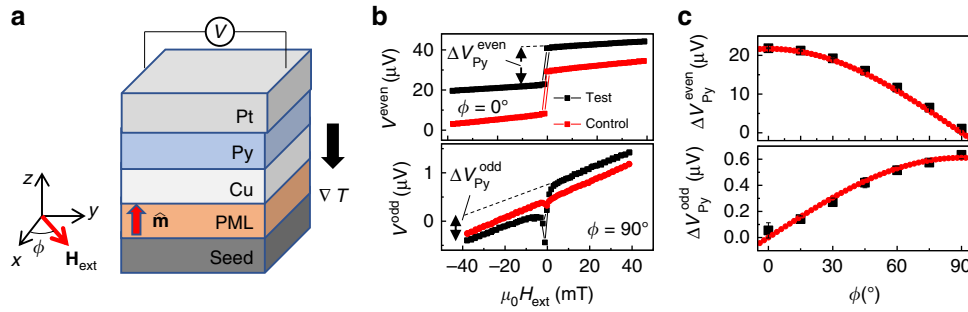 a
V
Pt
Py
Cu
PML
Seed
m̂
∇ T
z
y
x
ϕ
H_ext
b
V^even (μV)
40
20
0
ΔV_Py^even
ϕ = 0°
Test
Control
V^odd (μV)
1
0
ΔV_Py^odd
ϕ = 90°
−40 −20 0 20 40
μ₀H_ext (mT)
c
ΔV_Py^even (μV)
20
10
0
ΔV_Py^odd (μV)
0.6
0.4
0.2
0.0
0 30 60 90
ϕ(°)